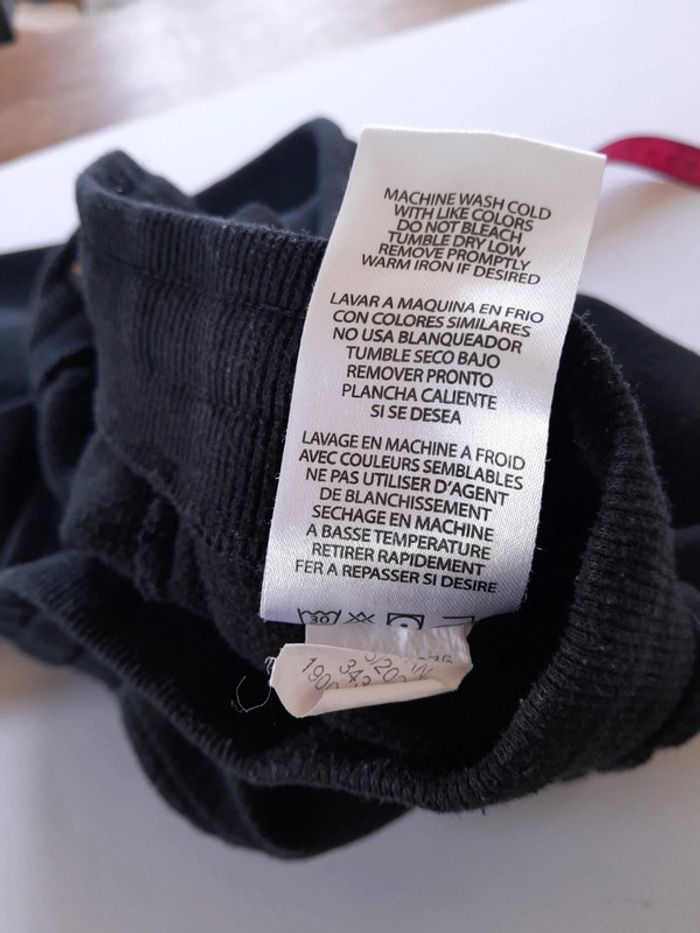 MACHINE WASH COLD
WITH LIKE COLORS
DO NOT BLEACH
TUMBLE DRY LOW
REMOVE PROMPTLY
WARM IRON IF DESIRED
LAVAR A MAQUINA EN FRIO
CON COLORES SIMILARES
NO USA BLANQUEADOR
TUMBLE SECO BAJO
REMOVER PRONTO
PLANCHA CALIENTE
SI SE DESEA
LAVAGE EN MACHINE A FROID
AVEC COULEURS SEMBLABLES
NE PAS UTILISER D'AGENT
DE BLANCHISSEMENT
SECHAGE EN MACHINE
A BASSE TEMPERATURE
RETIRER RAPIDEMENT
FER A REPASSER SI DESIRE
30